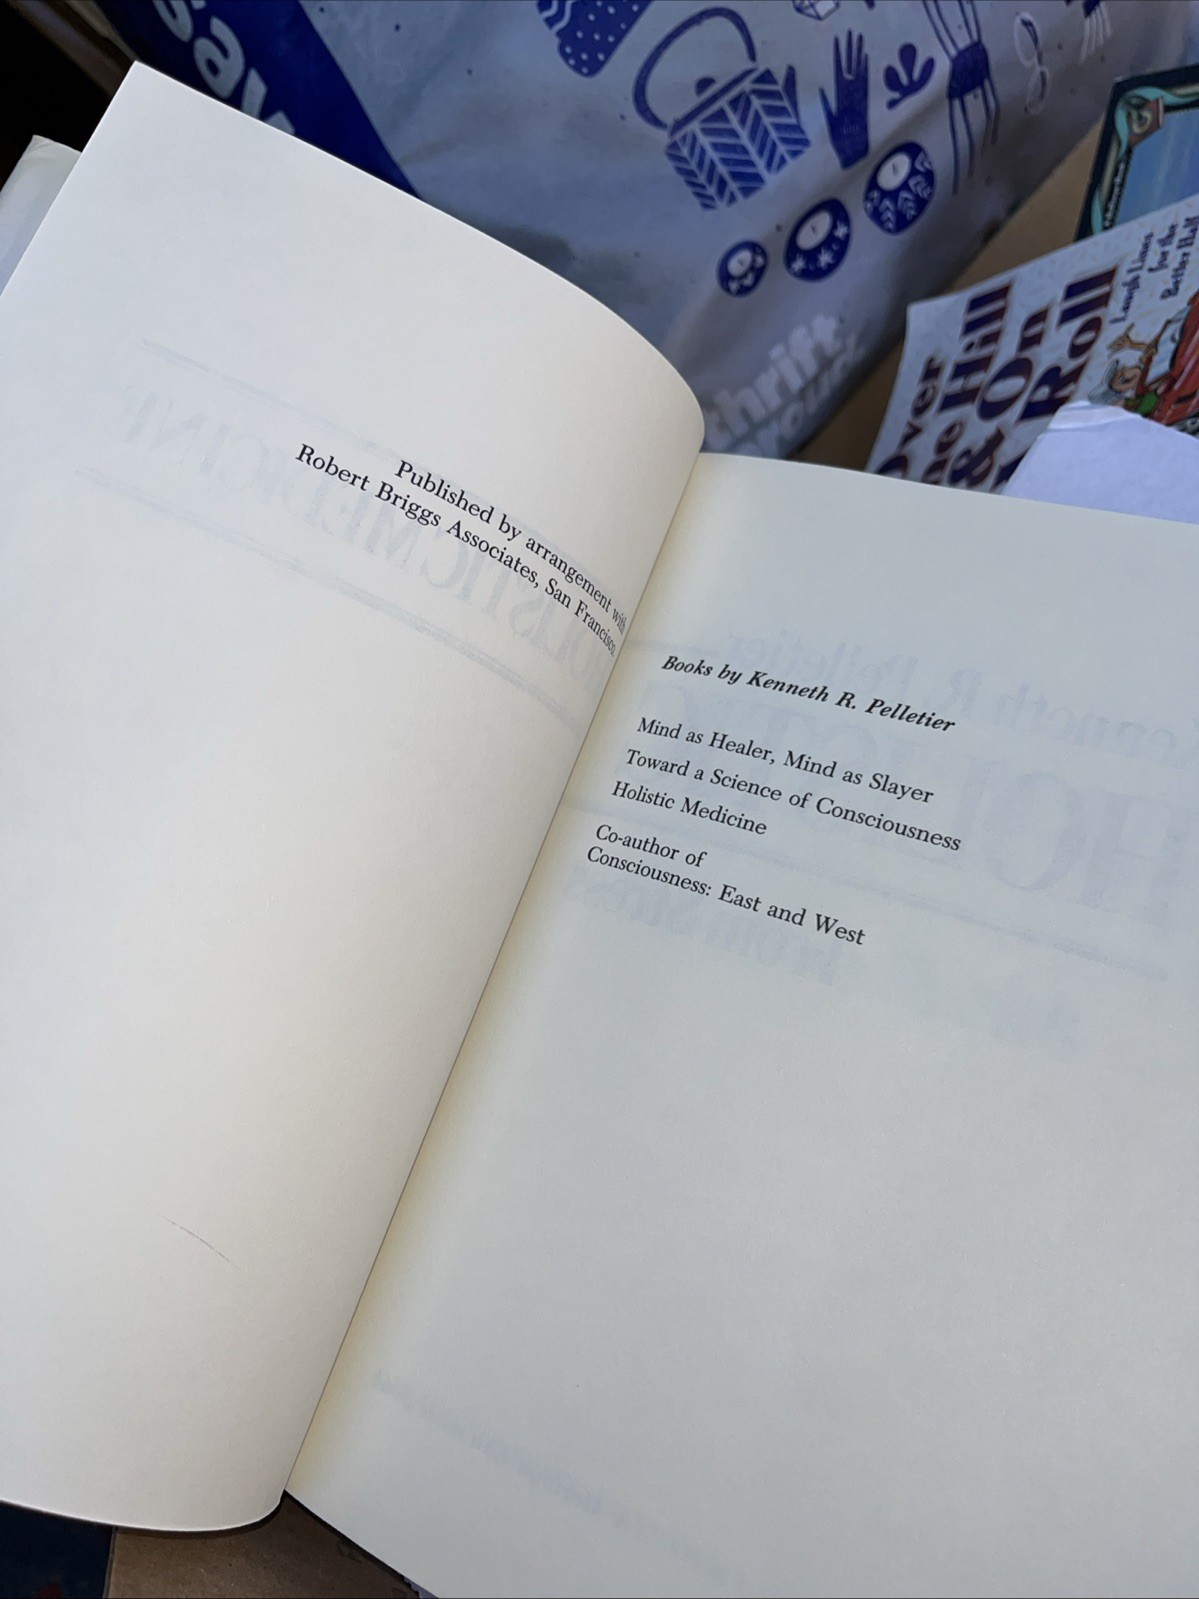 Published by arrangement with
Robert Briggs Associates, San Francisco.
Books by Kenneth R. Pelletier
Mind as Healer, Mind as Slayer
Toward a Science of Consciousness
Holistic Medicine
Co-author of
Consciousness: East and West
thrift
Over
& On
Roll
Laugh Lines
for the
Better Half